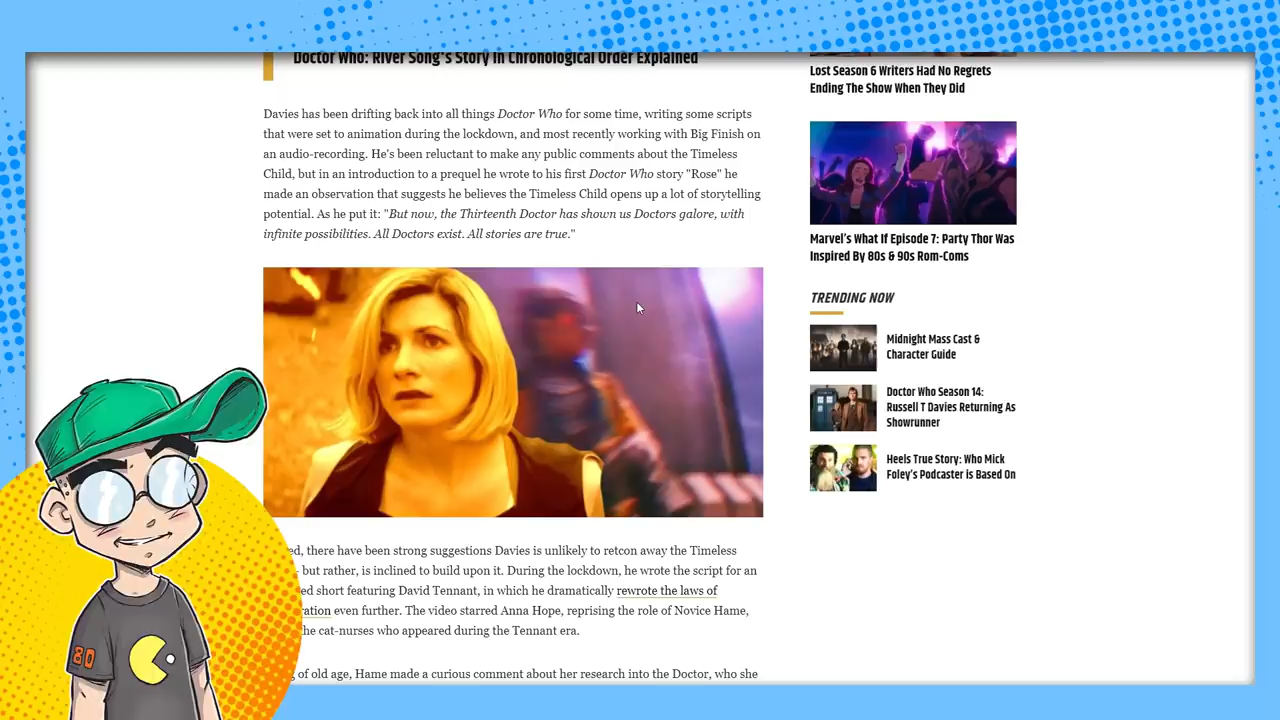 Doctor Who: River Song's Story In Chronological Order Explained
Davies has been drifting back into all things Doctor Who for some time, writing some scripts
that were set to animation during the lockdown, and most recently working with Big Finish on
an audio-recording. He's been reluctant to make any public comments about the Timeless
Child, but in an introduction to a prequel he wrote to his first Doctor Who story "Rose" he
made an observation that suggests he believes the Timeless Child opens up a lot of storytelling
potential. As he put it: "But now, the Thirteenth Doctor has shown us Doctors galore, with
infinite possibilities. All Doctors exist. All stories are true."
ed, there have been strong suggestions Davies is unlikely to retcon away the Timeless
- but rather, is inclined to build upon it. During the lockdown, he wrote the script for an
ed short featuring David Tennant, in which he dramatically rewrote the laws of
ration even further. The video starred Anna Hope, reprising the role of Novice Hame,
he cat-nurses who appeared during the Tennant era.
g of old age, Hame made a curious comment about her research into the Doctor, who she
Lost Season 6 Writers Had No Regrets
Ending The Show When They Did
Marvel's What If Episode 7: Party Thor Was
Inspired By 80s & 90s Rom-Coms
TRENDING NOW
Midnight Mass Cast &
Character Guide
Doctor Who Season 14:
Russell T Davies Returning As
Showrunner
Heels True Story: Who Mick
Foley's Podcaster is Based On
80